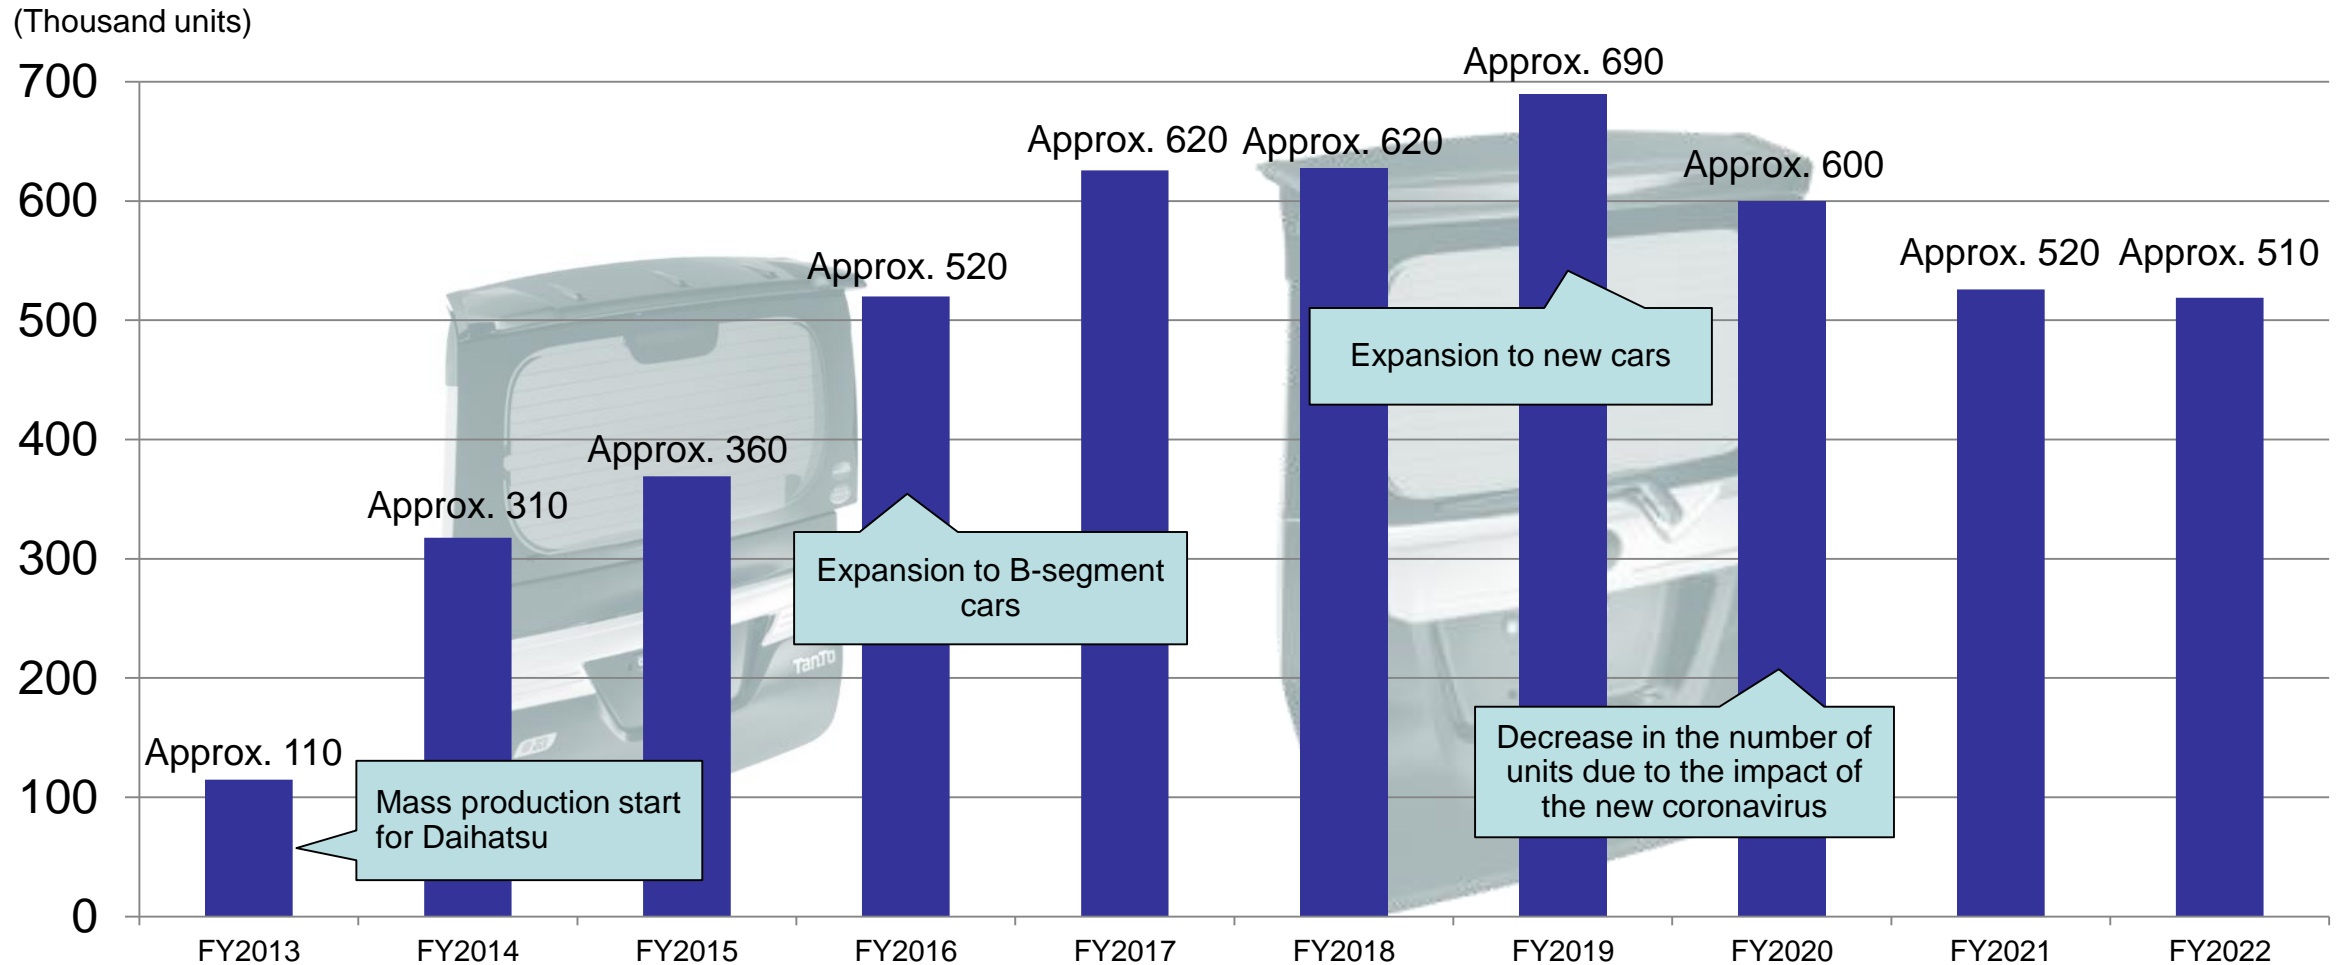 (Thousand units)
700
600
500
400
300
200
100
0
Approx. 110
Approx. 310
Approx. 360
Approx. 520
Approx. 620
Approx. 620
Approx. 690
Approx. 600
Approx. 520
Approx. 510
Mass production start
for Daihatsu
Expansion to B-segment
cars
Expansion to new cars
Decrease in the number of
units due to the impact of
the new coronavirus
TanTo
FY2013
FY2014
FY2015
FY2016
FY2017
FY2018
FY2019
FY2020
FY2021
FY2022